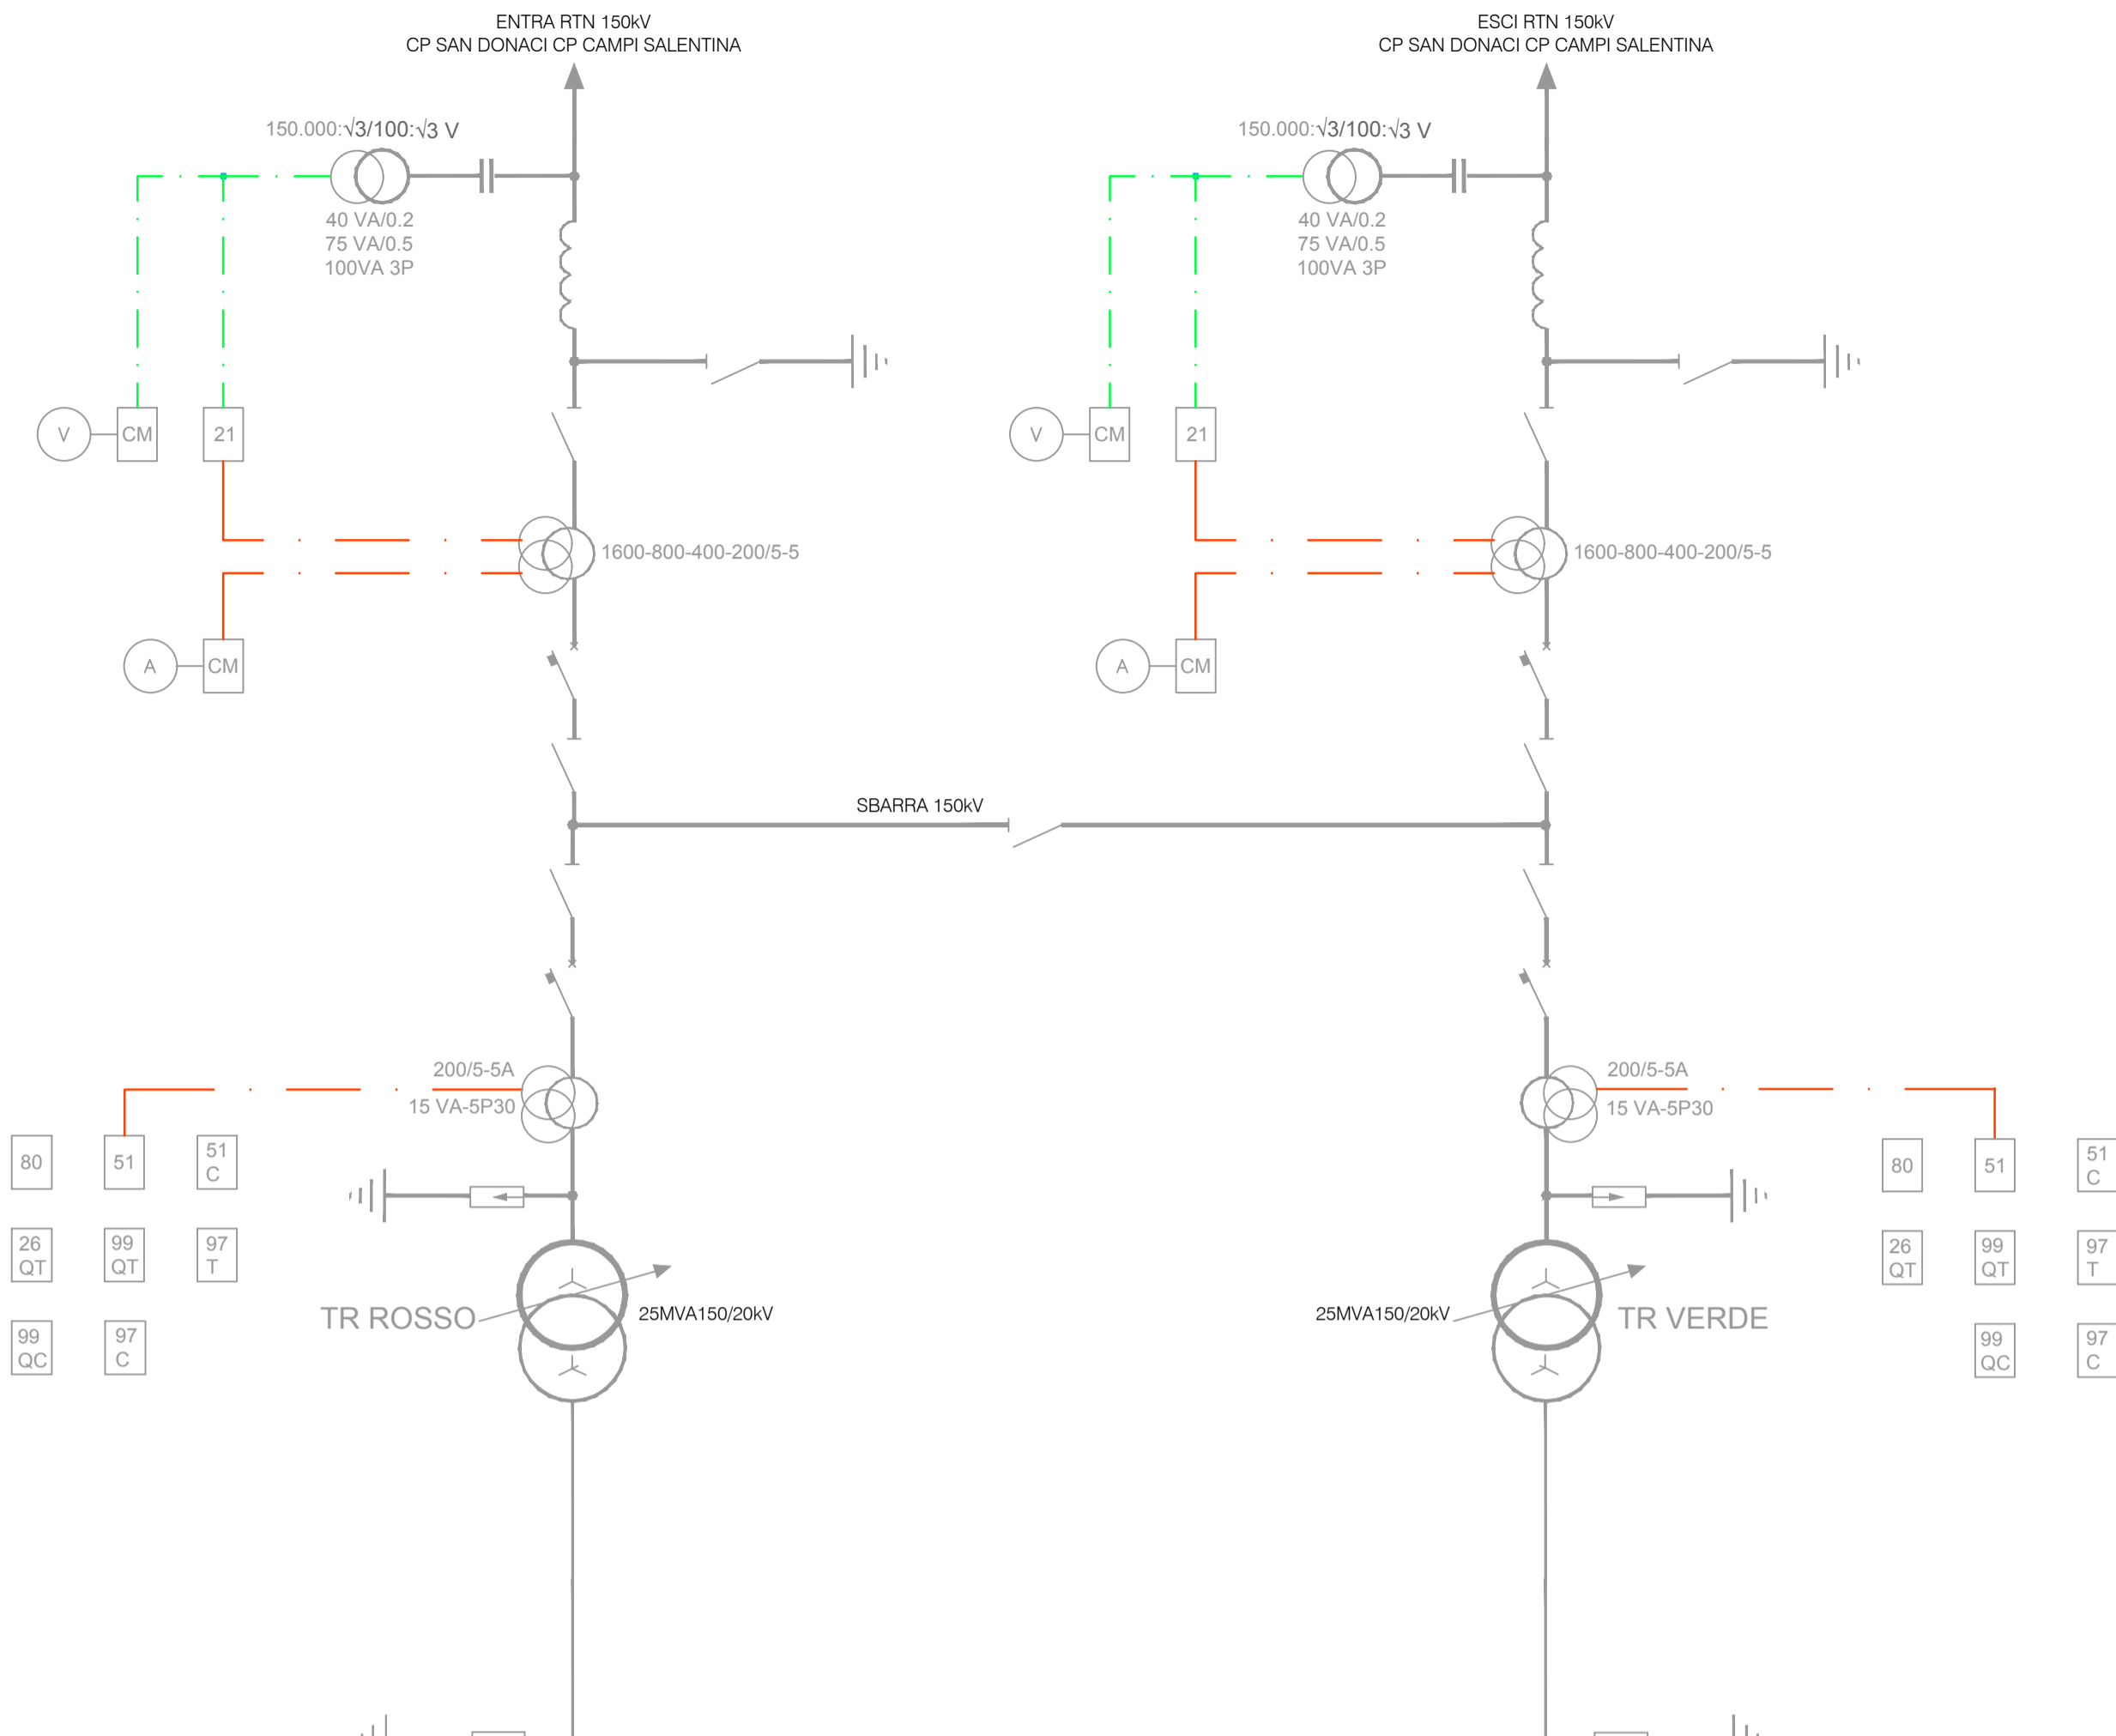 ENTRA RTN 150kV
CP SAN DONACI CP CAMPI SALENTINA
ESCI RTN 150kV
CP SAN DONACI CP CAMPI SALENTINA
150.000:√3/100:√3 V
150.000:√3/100:√3 V
40 VA/0.2
75 VA/0.5
100VA 3P
40 VA/0.2
75 VA/0.5
100VA 3P
V
CM
21
V
CM
21
1600-800-400-200/5-5
1600-800-400-200/5-5
A
CM
A
CM
SBARRA 150kV
200/5-5A
15 VA-5P30
200/5-5A
15 VA-5P30
80
51
51
C
80
51
51
C
26
QT
99
QT
97
T
26
QT
99
QT
97
T
TR ROSSO
25MVA150/20kV
25MVA150/20kV
TR VERDE
99
QC
97
C
99
QC
97
C